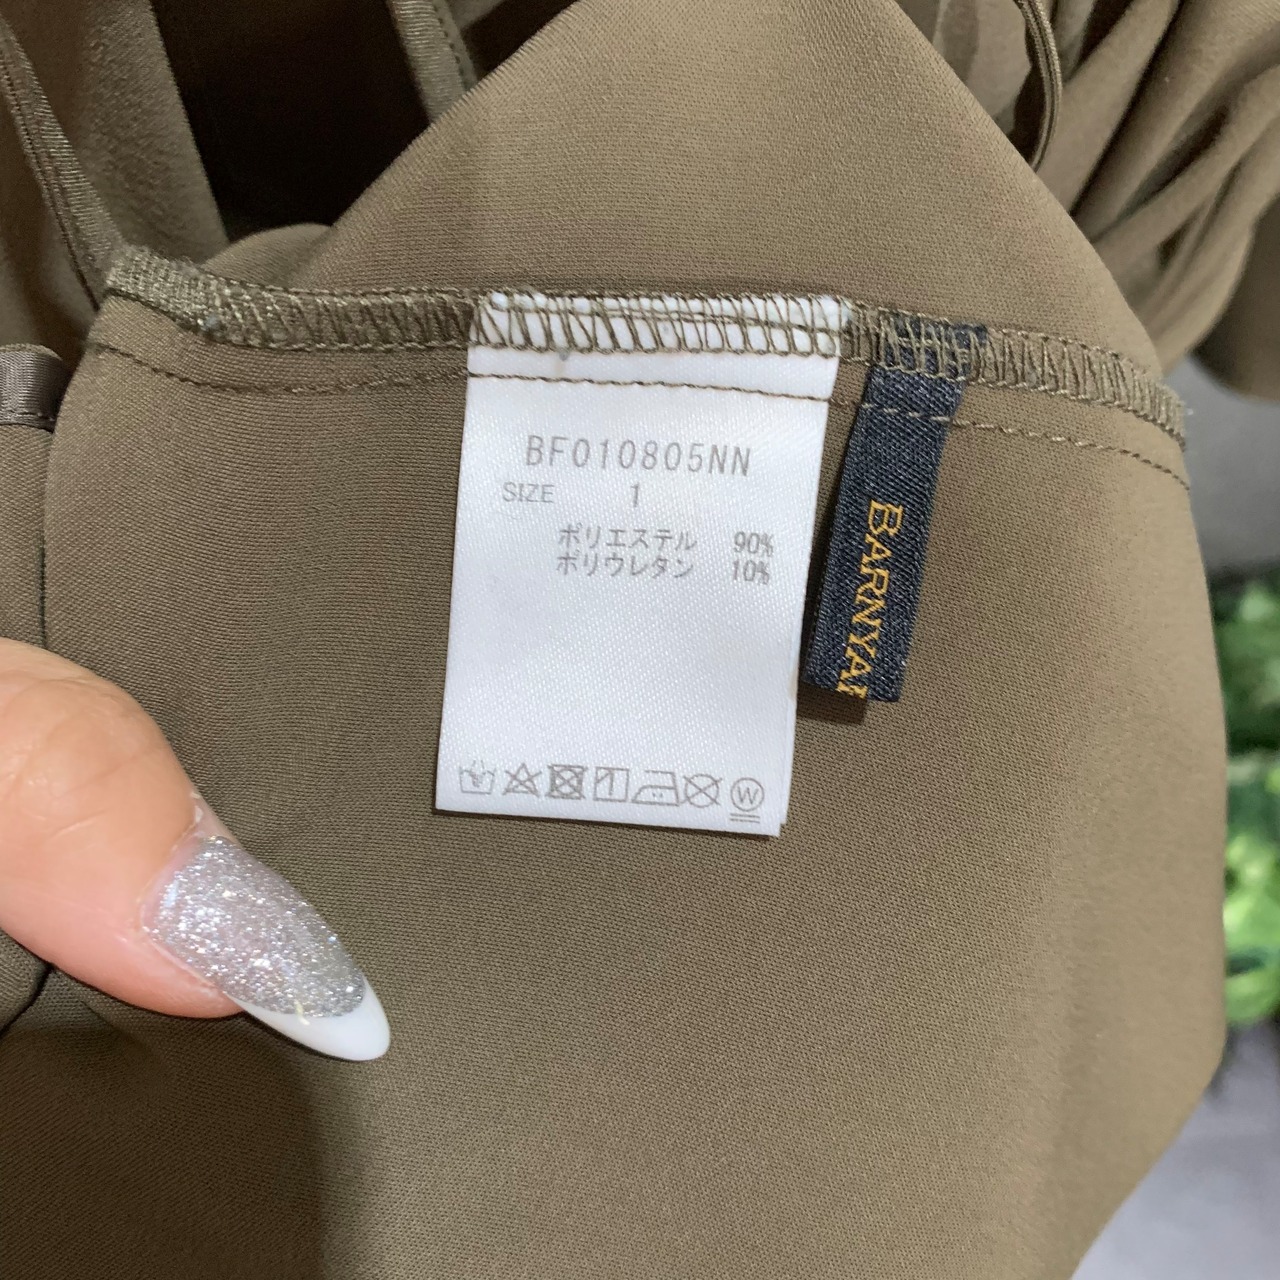 BF010805NN
SIZE 1
ポリエステル 90%
ポリウレタン 10%
W
BARNYAI